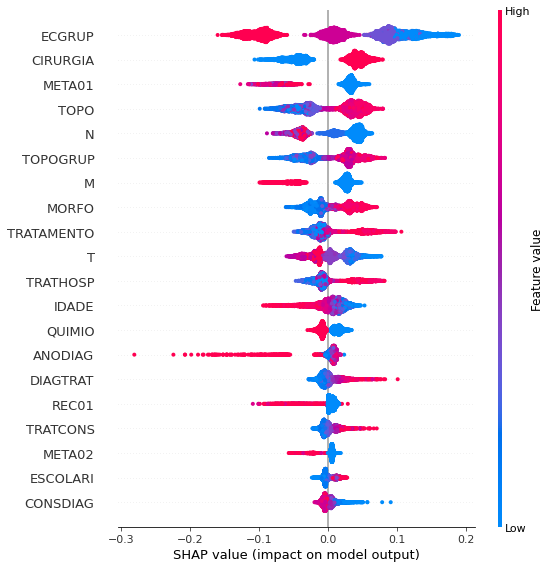 High
ECGRUP
CIRURGIA
META01
TOPO
N
TOPOGRUP
M
MORFO
TRATAMENTO
T
TRATHOSP
IDADE
QUIMIO
ANODIAG
DIAGTRAT
REC01
TRATCONS
META02
ESCOLARI
CONSDIAG
Feature value
Low
−0.3 −0.2 −0.1 0.0 0.1 0.2
SHAP value (impact on model output)